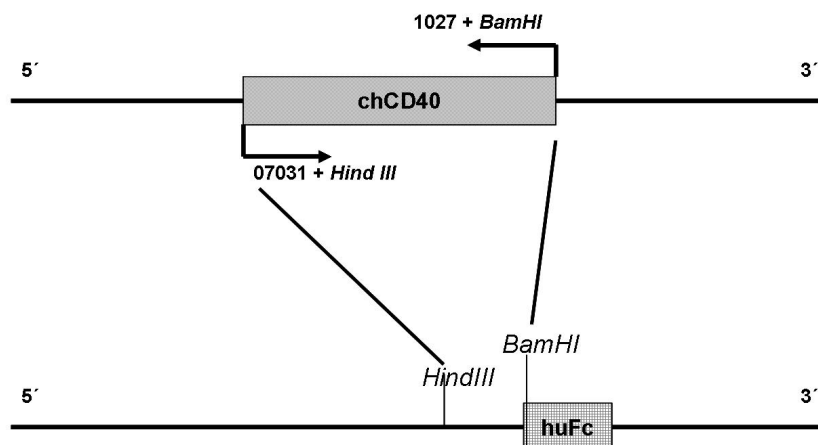 1027 + BamHI
5´ 3´
chCD40
07031 + Hind III
BamHI
HindIII
5´ 3´
huFc